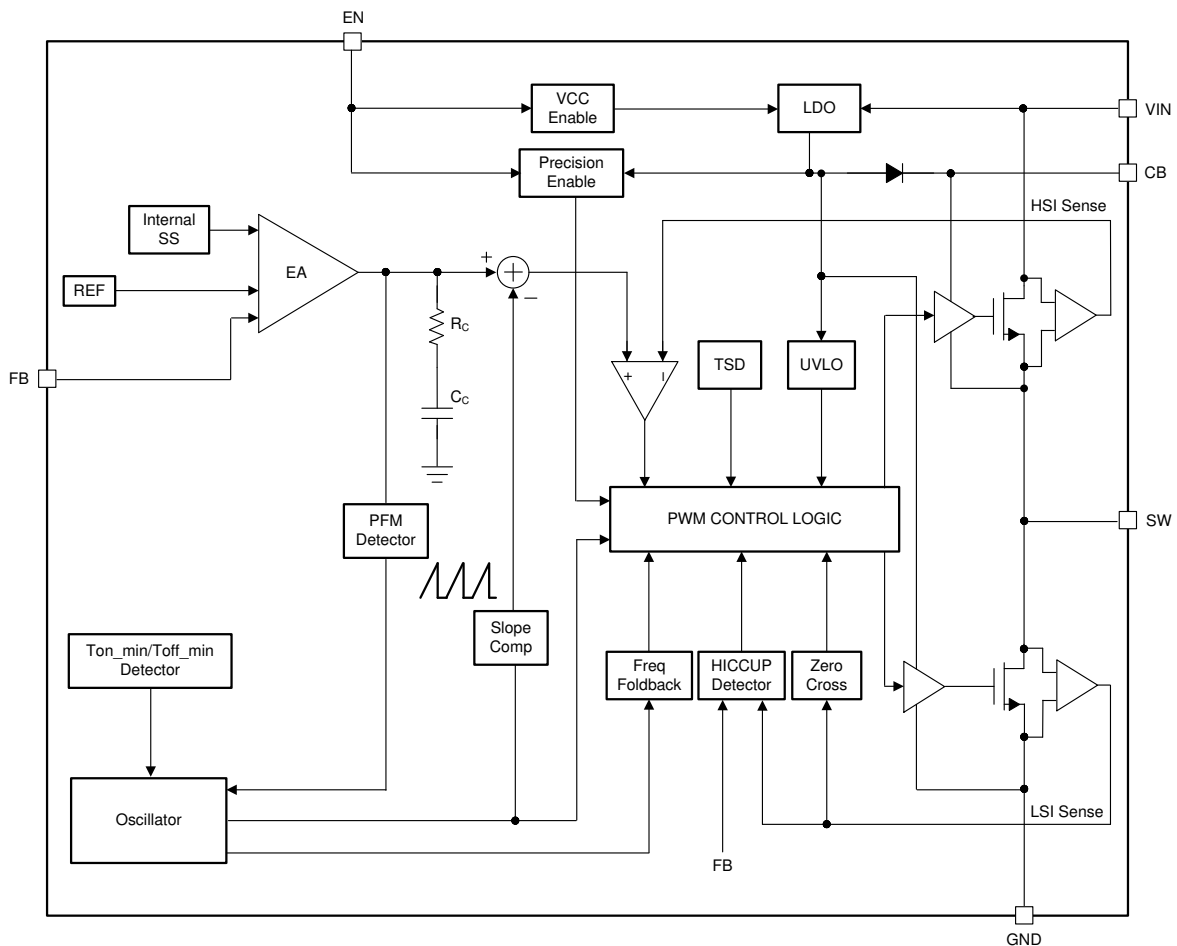 EN
VCC
Enable
LDO
VIN
Precision
Enable
CB
Internal
SS
HSI Sense
EA
+
+
−
REF
RC
FB
TSD
UVLO
+
−
CC
PWM CONTROL LOGIC
SW
PFM
Detector
Slope
Comp
Ton_min/Toff_min
Detector
Freq
Foldback
HICCUP
Detector
Zero
Cross
Oscillator
LSI Sense
FB
GND